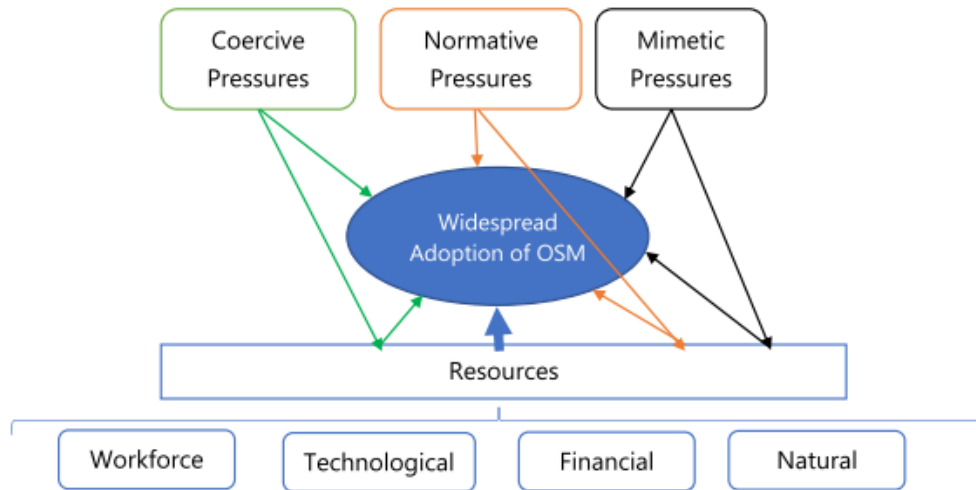 Coercive
Pressures
Normative
Pressures
Mimetic
Pressures
Widespread
Adoption of OSM
Resources
Workforce
Technological
Financial
Natural